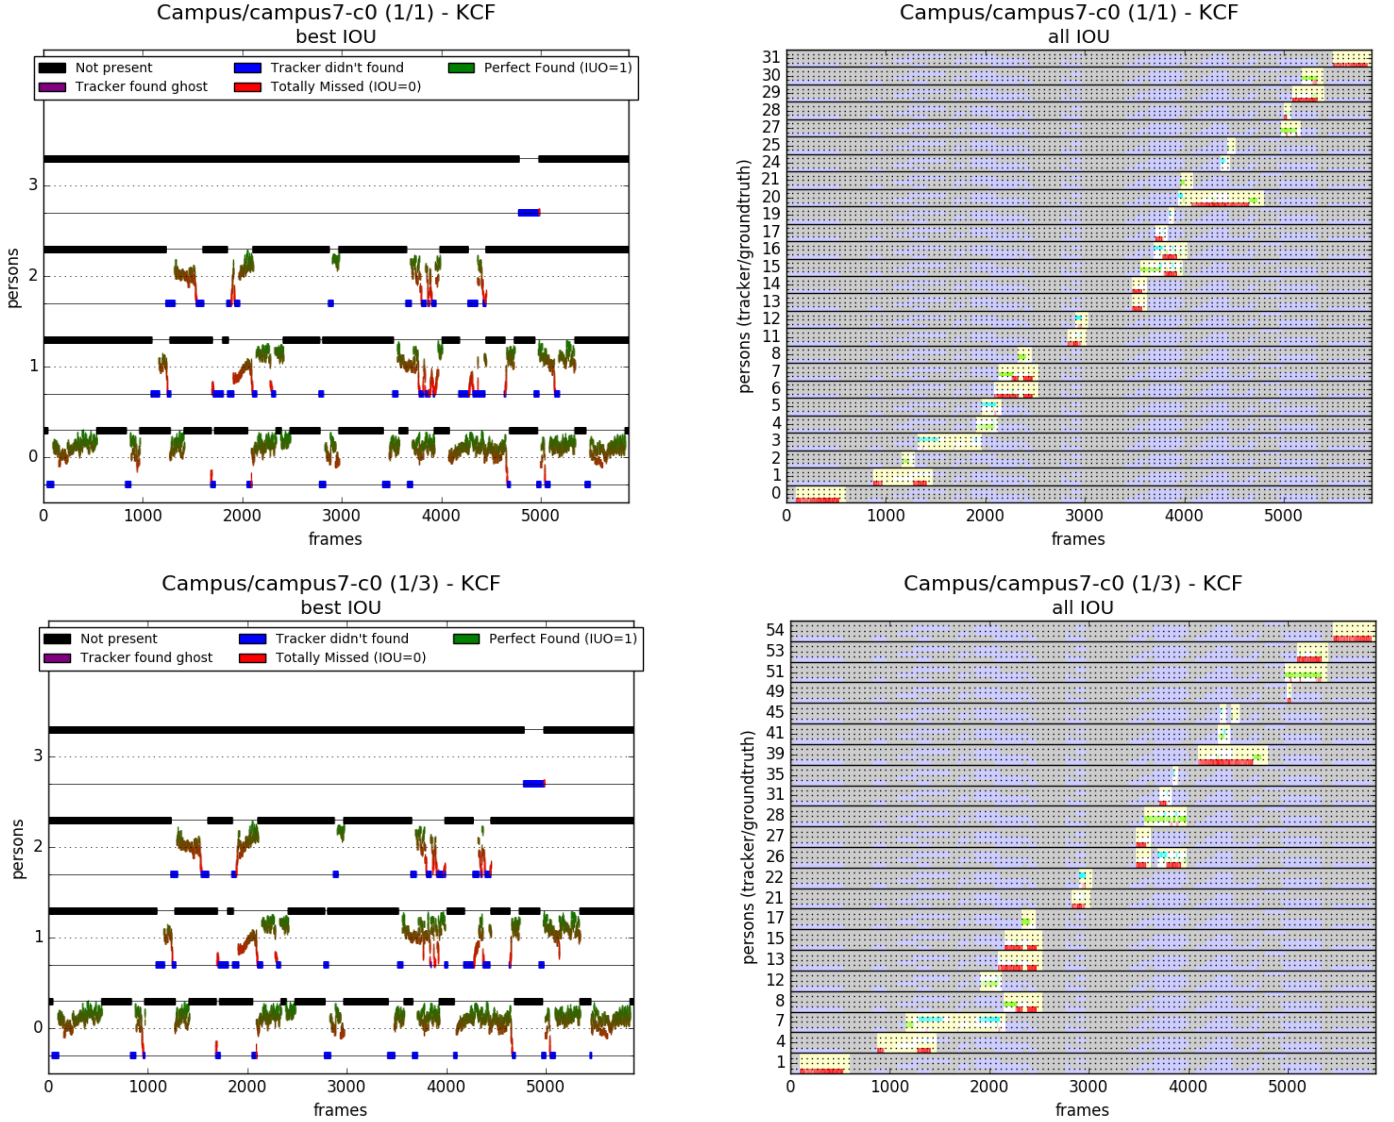 Campus/campus7-c0 (1/1) - KCF
best IOU
Not present
Tracker didn't found
Perfect Found (IUO=1)
Tracker found ghost
Totally Missed (IOU=0)
persons
3
2
1
0
0 1000 2000 3000 4000 5000
frames
Campus/campus7-c0 (1/1) - KCF
all IOU
persons (tracker/groundtruth)
31
30
29
28
27
25
24
21
20
19
17
16
15
14
13
12
11
8
7
6
5
4
3
2
1
0
0 1000 2000 3000 4000 5000
frames
Campus/campus7-c0 (1/3) - KCF
best IOU
Not present
Tracker didn't found
Perfect Found (IUO=1)
Tracker found ghost
Totally Missed (IOU=0)
persons
3
2
1
0
0 1000 2000 3000 4000 5000
frames
Campus/campus7-c0 (1/3) - KCF
all IOU
persons (tracker/groundtruth)
54
53
51
49
45
41
39
35
31
28
27
26
22
21
17
15
13
12
8
7
4
1
0 1000 2000 3000 4000 5000
frames